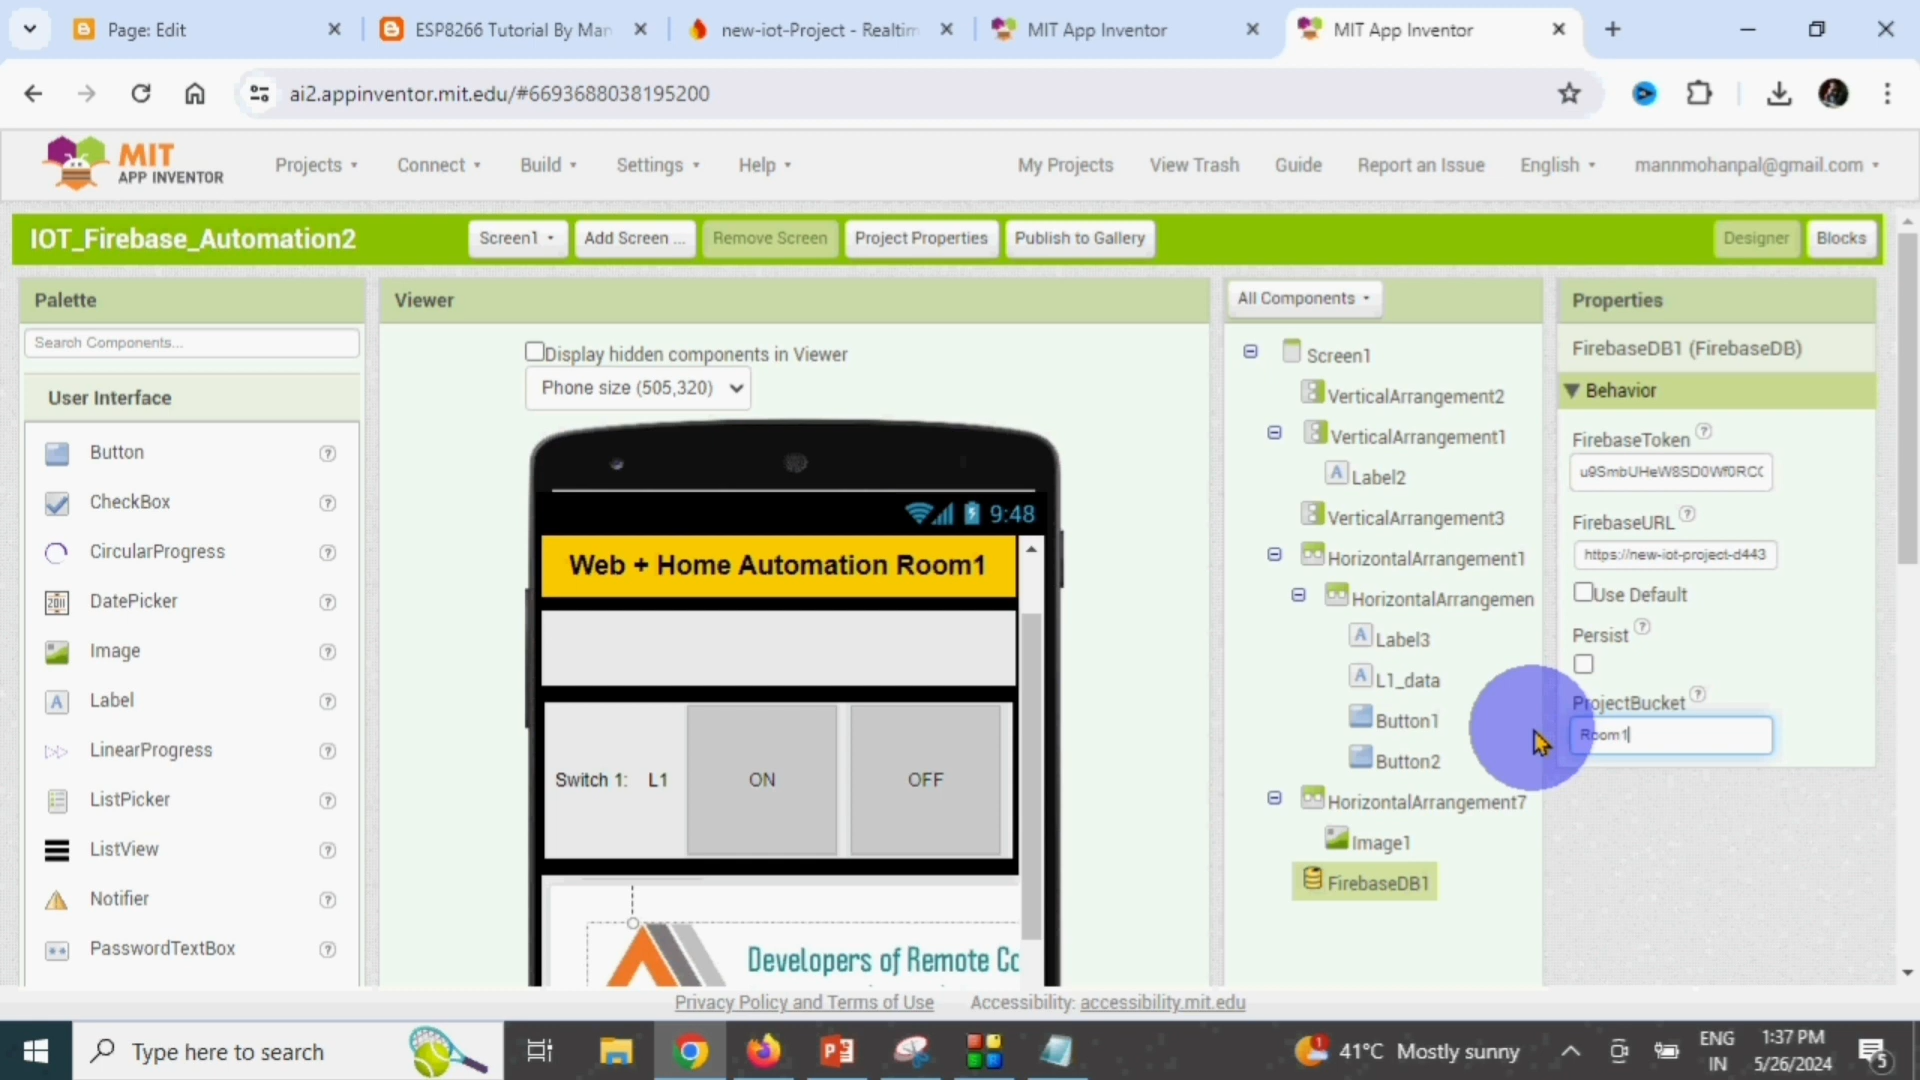 Page: Edit
ESP8266 Tutorial By Man
new-iot-Project - Realtim
MIT App Inventor
MIT App Inventor
ai2.appinventor.mit.edu/#6693688038195200
MIT
APP INVENTOR
Projects
Connect
Build
Settings
Help
My Projects
View Trash
Guide
Report an Issue
English
mannmohanpal@gmail.com
IOT_Firebase_Automation2
Screen1
Add Screen ...
Remove Screen
Project Properties
Publish to Gallery
Designer
Blocks
Palette
Search Components...
User Interface
Button
CheckBox
CircularProgress
DatePicker
Image
Label
LinearProgress
ListPicker
ListView
Notifier
PasswordTextBox
Viewer
Display hidden components in Viewer
Phone size (505,320)
9:48
Web + Home Automation Room1
Switch 1: L1
ON
OFF
Developers of Remote Co
All Components
Screen1
VerticalArrangement2
VerticalArrangement1
Label2
VerticalArrangement3
HorizontalArrangement1
HorizontalArrangemen
Label3
L1_data
Button1
Button2
HorizontalArrangement7
Image1
FirebaseDB1
Properties
FirebaseDB1 (FirebaseDB)
Behavior
FirebaseToken
u9SmbUHeW8SD0Wf0RC
FirebaseURL
https://new-iot-project-d443
Use Default
Persist
ProjectBucket
Room1
Privacy Policy and Terms of Use
Accessibility: accessibility.mit.edu
Type here to search
41°C Mostly sunny
ENG
IN
1:37 PM
5/26/2024
5